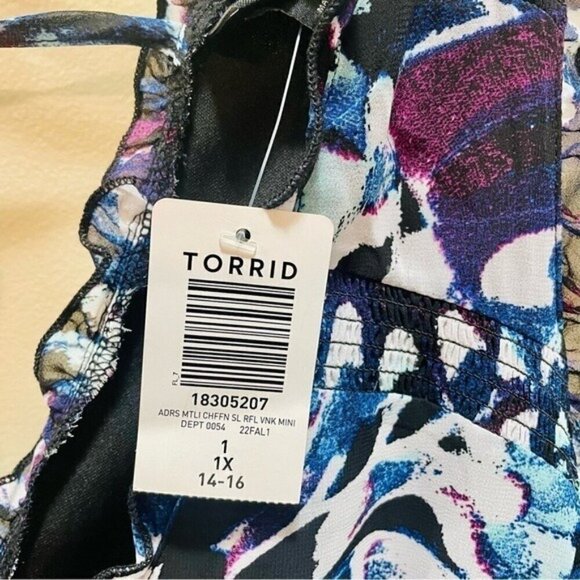 TORRID
FL_7
18305207
ADRS MTLI CHFFN SL RFL VNK MINI
DEPT 0054 22FAL1
1
1X
14-16